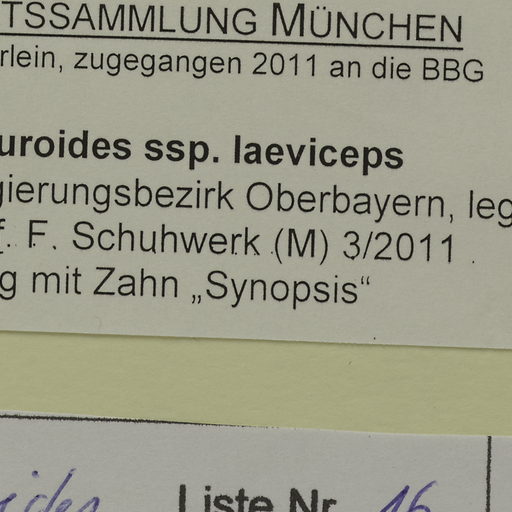 TSSAMMLUNG MÜNCHEN
rlein, zugegangen 2011 an die BBG
uroides ssp. laeviceps
gierungsbezirk Oberbayern, leg
f. F. Schuhwerk (M) 3/2011 .
g mit Zahn „Synopsis“
ides Liste Nr. 16